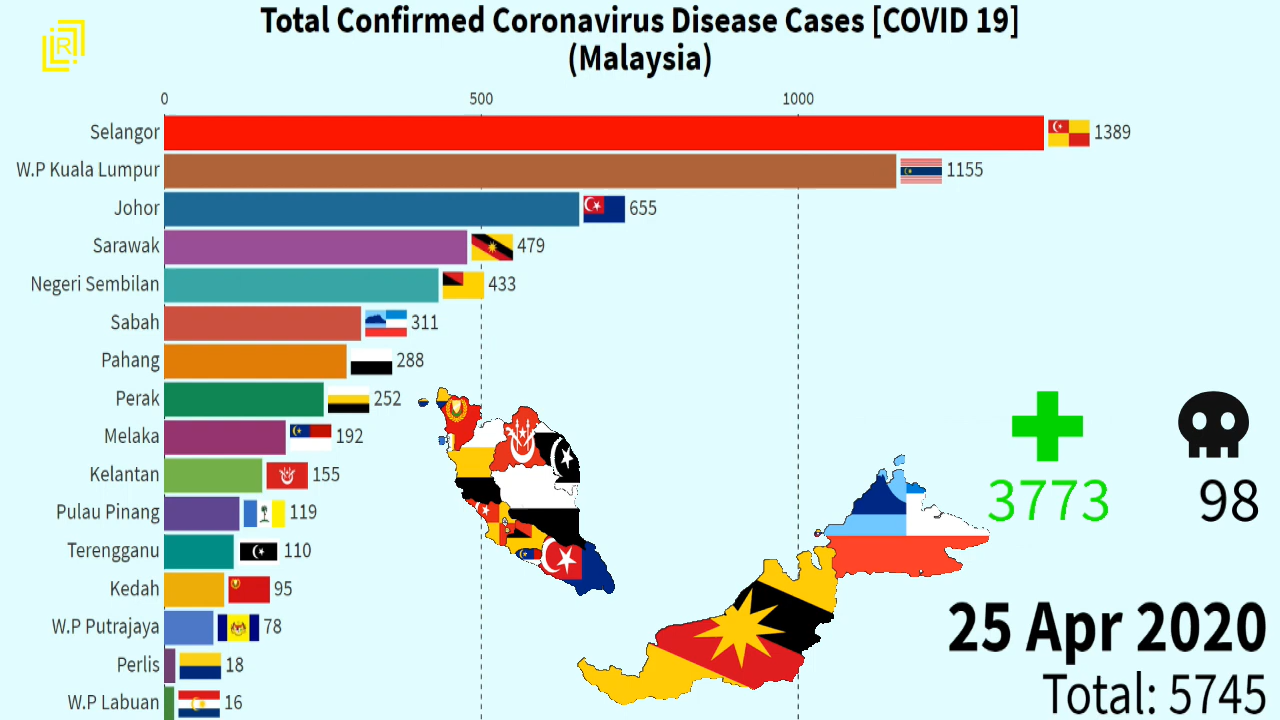 Total Confirmed Coronavirus Disease Cases [COVID 19]
(Malaysia)
R
0 500 1000
Selangor 1389
W.P Kuala Lumpur 1155
Johor 655
Sarawak 479
Negeri Sembilan 433
Sabah 311
Pahang 288
Perak 252
Melaka 192
Kelantan 155
Pulau Pinang 119
Terengganu 110
Kedah 95
W.P Putrajaya 78
Perlis 18
W.P Labuan 16
3773 98
25 Apr 2020
Total: 5745